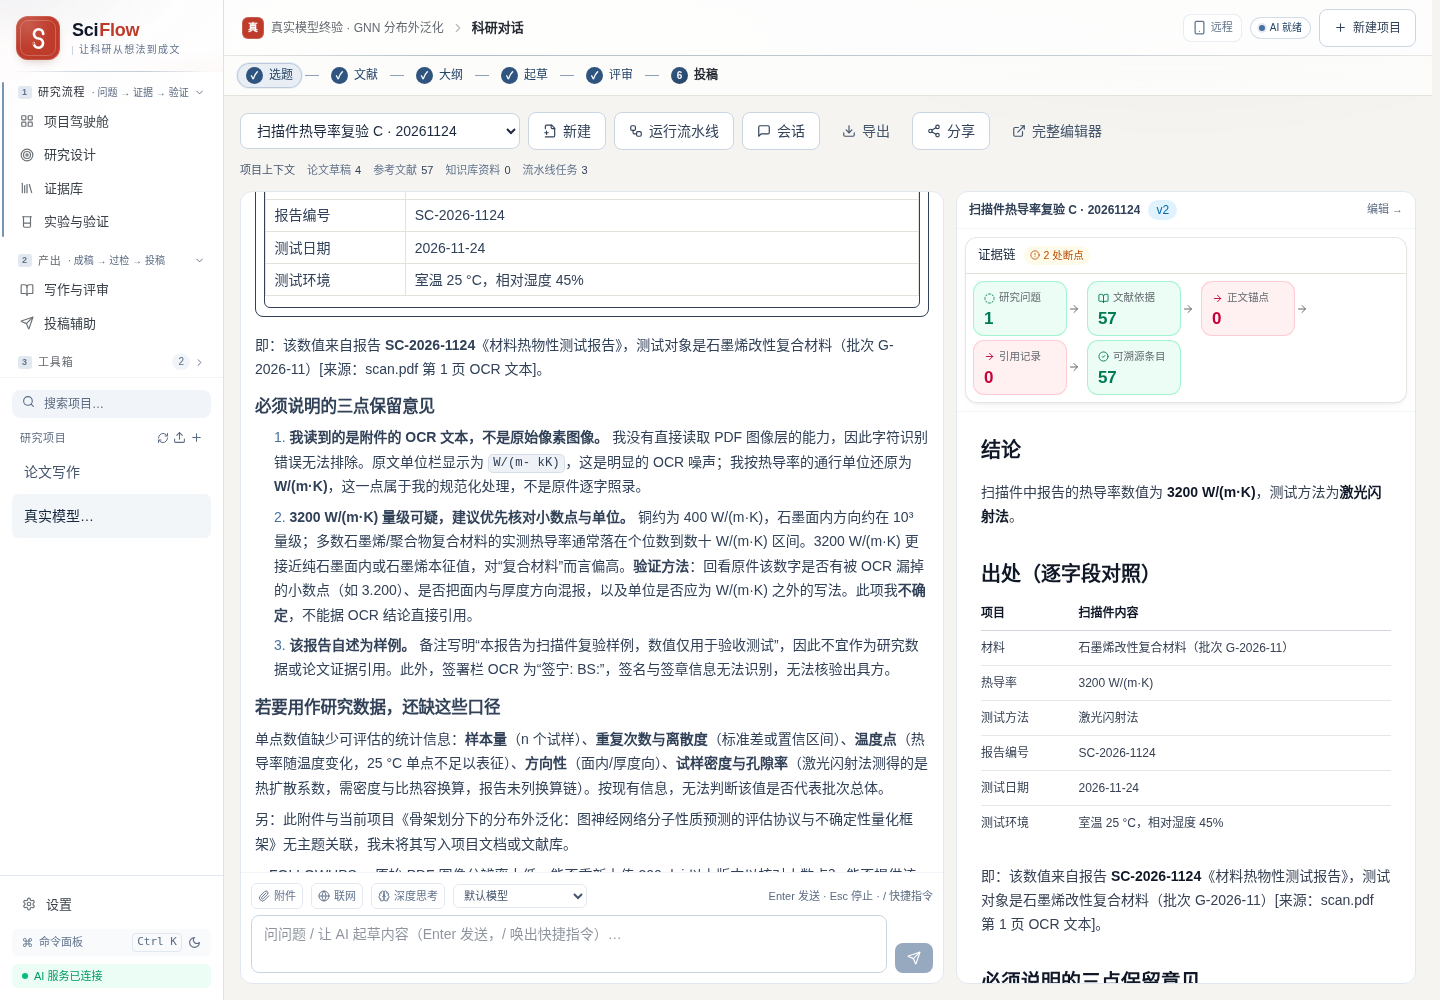 S
SciFlow
让科研从想法到成文
1 研究流程 · 问题 → 证据 → 验证
项目驾驶舱
研究设计
证据库
实验与验证
2 产出 · 成稿 → 过检 → 投稿
写作与评审
投稿辅助
3 工具箱 2
搜索项目…
研究项目
论文写作
真实模型…
设置
⌘ 命令面板 Ctrl K
AI 服务已连接
真 真实模型终验 · GNN 分布外泛化 > 科研对话
远程
AI 就绪
+ 新建项目
✓ 选题 — ✓ 文献 — ✓ 大纲 — ✓ 起草 — ✓ 评审 — 6 投稿
扫描件热导率复验 C · 20261124
新建
运行流水线
会话
导出
分享
完整编辑器
项目上下文 论文草稿 4 参考文献 57 知识库资料 0 流水线任务 3
报告编号 SC-2026-1124
测试日期 2026-11-24
测试环境 室温 25 °C，相对湿度 45%
即：该数值来自报告 SC-2026-1124《材料热物性测试报告》，测试对象是石墨烯改性复合材料（批次 G-
2026-11）[来源：scan.pdf 第 1 页 OCR 文本]。
必须说明的三点保留意见
1. 我读到的是附件的 OCR 文本，不是原始像素图像。 我没有直接读取 PDF 图像层的能力，因此字符识别
错误无法排除。原文单位栏显示为 W/(m- kK)，这是明显的 OCR 噪声；我按热导率的通行单位还原为
W/(m·K)，这一点属于我的规范化处理，不是原件逐字照录。
2. 3200 W/(m·K) 量级可疑，建议优先核对小数点与单位。 铜约为 400 W/(m·K)，石墨面内方向约在 10³
量级；多数石墨烯/聚合物复合材料的实测热导率通常落在个位数到数十 W/(m·K) 区间。3200 W/(m·K) 更
接近纯石墨面内或石墨烯本征值，对“复合材料”而言偏高。验证方法：回看原件该数字是否有被 OCR 漏掉
的小数点（如 3.200）、是否把面内与厚度方向混报，以及单位是否应为 W/(m·K) 之外的写法。此项我不确
定，不能据 OCR 结论直接引用。
3. 该报告自述为样例。 备注写明“本报告为扫描件复验样例，数值仅用于验收测试”，因此不宜作为研究数
据或论文证据引用。此外，签署栏 OCR 为“签宁: BS:”，签名与签章信息无法识别，无法核验出具方。
若要用作研究数据，还缺这些口径
单点数值缺少可评估的统计信息：样本量（n 个试样）、重复次数与离散度（标准差或置信区间）、温度点（热
导率随温度变化，25 °C 单点不足以表征）、方向性（面内/厚度向）、试样密度与孔隙率（激光闪射法测得的是
热扩散系数，需密度与比热容换算，报告未列换算链）。按现有信息，无法判断该值是否代表批次总体。
另：此附件与当前项目《骨架划分下的分布外泛化：图神经网络分子性质预测的评估协议与不确定性量化框
架》无主题关联，我未将其写入项目文档或文献库。
附件
联网
深度思考
默认模型
Enter 发送 · Esc 停止 · / 快捷指令
问问题 / 让 AI 起草内容（Enter 发送，/ 唤出快捷指令）…
扫描件热导率复验 C · 20261124 v2
编辑 →
证据链 2 处断点
研究问题 1 →
文献依据 57 →
正文锚点 0 →
引用记录 0 →
可溯源条目 57
结论
扫描件中报告的热导率数值为 3200 W/(m·K)，测试方法为激光闪
射法。
出处（逐字段对照）
项目 扫描件内容
材料 石墨烯改性复合材料（批次 G-2026-11）
热导率 3200 W/(m·K)
测试方法 激光闪射法
报告编号 SC-2026-1124
测试日期 2026-11-24
测试环境 室温 25 °C，相对湿度 45%
即：该数值来自报告 SC-2026-1124《材料热物性测试报告》，测试
对象是石墨烯改性复合材料（批次 G-2026-11）[来源：scan.pdf
第 1 页 OCR 文本]。
必须说明的三点保留意见